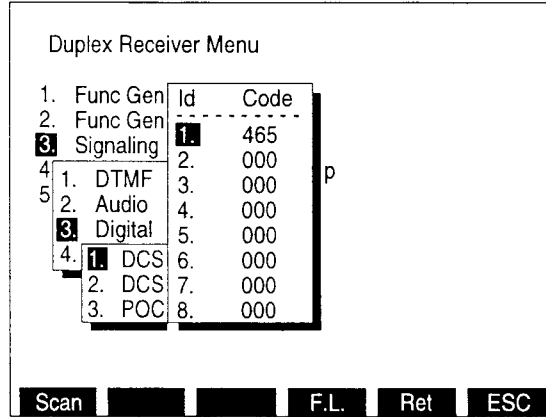 Duplex Receiver Menu
1. Func Gen
2. Func Gen
3. Signaling
4
5
p
1. DTMF
2. Audio
3. Digital
4.
1. DCS
2. DCS
3. POC
Id Code
1. 465
2. 000
3. 000
4. 000
5. 000
6. 000
7. 000
8. 000
Scan F.L. Ret ESC